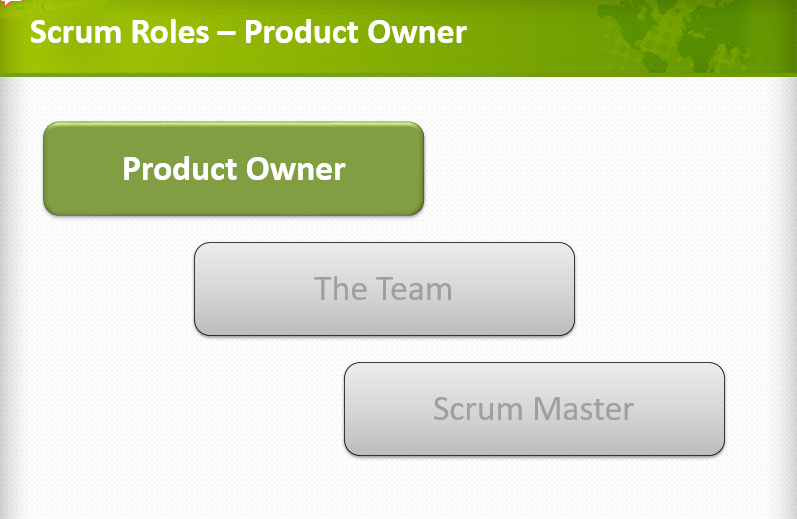 Scrum Roles – Product Owner
Product Owner
The Team
Scrum Master